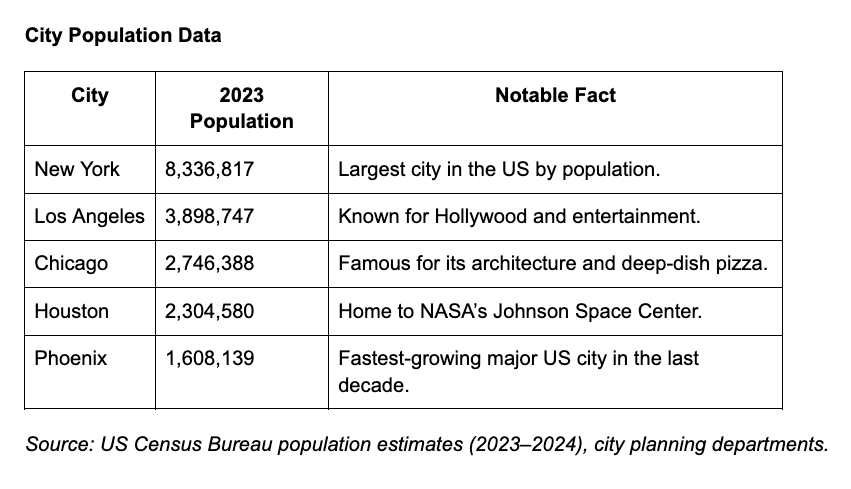 City Population Data
City
2023
Population
Notable Fact
New York
8,336,817
Largest city in the US by population.
Los Angeles
3,898,747
Known for Hollywood and entertainment.
Chicago
2,746,388
Famous for its architecture and deep-dish pizza.
Houston
2,304,580
Home to NASA’s Johnson Space Center.
Phoenix
1,608,139
Fastest-growing major US city in the last
decade.
Source: US Census Bureau population estimates (2023–2024), city planning departments.